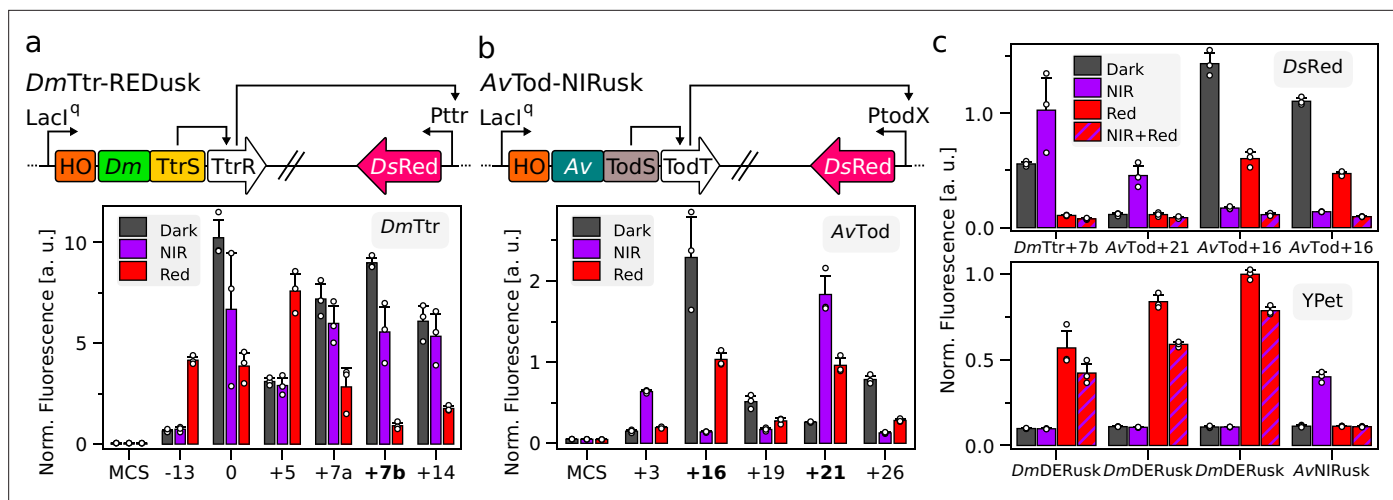 a
DmTtr-REDusk
LacI^q
Pttr
HO Dm TtrS TtrR DsRed
Norm. Fluorescence [a. u.]
10
5
0
Dark
NIR
Red
DmTtr
MCS -13 0 +5 +7a +7b +14
b
AvTod-NIRusk
LacI^q
PtodX
HO Av TodS TodT DsRed
Norm. Fluorescence [a. u.]
2
1
0
Dark
NIR
Red
AvTod
MCS +3 +16 +19 +21 +26
c
Norm. Fluorescence [a. u.]
1.0
0.0
Dark
NIR
Red
NIR+Red
DsRed
DmTtr+7b AvTod+21 AvTod+16 AvTod+16
1.0
0.5
0.0
YPet
DmDERusk DmDERusk DmDERusk AvNIRusk